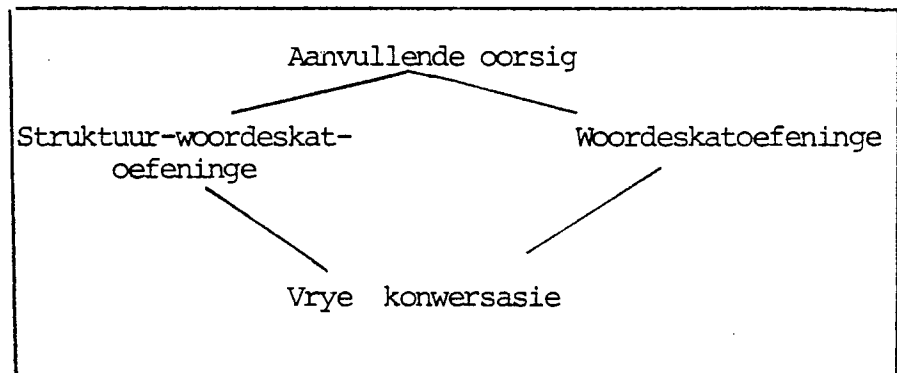 Aanvullende oorsig
Struktuur-woordeskat-
oefeninge
Woordeskatoefeninge
Vrye konwersasie